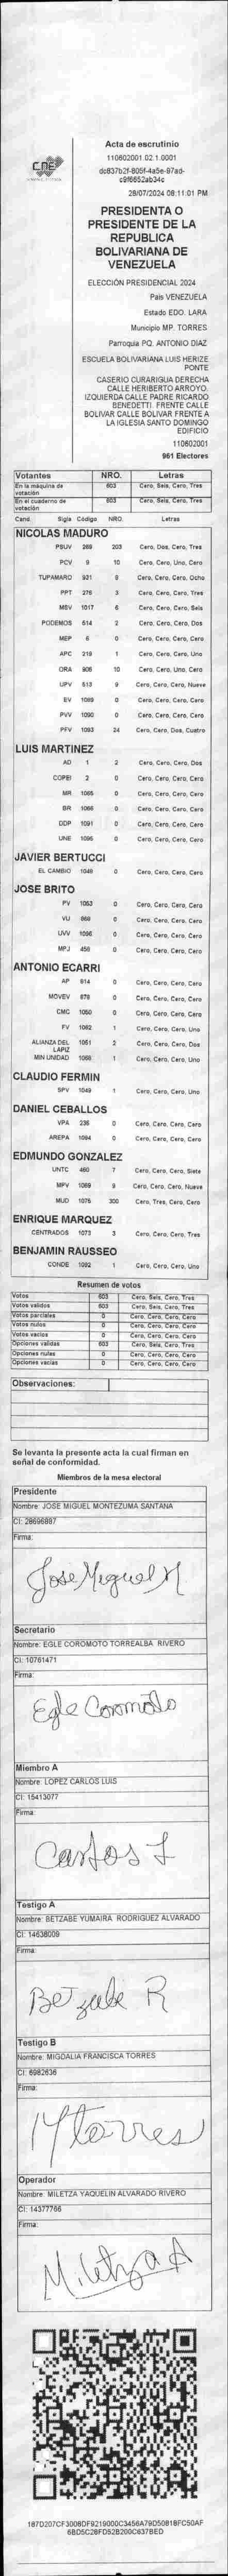 CNE
Acta de escrutinio
110602001.02.1.0001
dc837b2f-805f-4a5e-97ad-
c9f6652ab34c
28/07/2024 08:11:01 PM
PRESIDENTA O
PRESIDENTE DE LA
REPUBLICA
BOLIVARIANA DE
VENEZUELA
ELECCIÓN PRESIDENCIAL 2024
Pais VENEZUELA
Estado EDO. LARA
Municipio MP. TORRES
Parroquia PQ. ANTONIO DIAZ
ESCUELA BOLIVARIANA LUIS HERIZE
PONTE
CASERIO CURARIGUA DERECHA
CALLE HERIBERTO ARROYO.
IZQUIERDA CALLE PADRE RICARDO
BENEDETTI. FRENTE CALLE
BOLIVAR CALLE BOLIVAR FRENTE A
LA IGLESIA SANTO DOMINGO
EDIFICIO
110602001
961 Electores
Votantes NRO. Letras
En la máquina de votación 603 Cero, Seis, Cero, Tres
En el cuaderno de votación 603 Cero, Seis, Cero, Tres
Cand. Sigla Código NRO. Letras
NICOLAS MADURO
PSUV 269 203 Cero, Dos, Cero, Tres
PCV 9 10 Cero, Cero, Uno, Cero
TUPAMARO 931 8 Cero, Cero, Cero, Ocho
PPT 276 3 Cero, Cero, Cero, Tres
MSV 1017 6 Cero, Cero, Cero, Seis
PODEMOS 514 2 Cero, Cero, Cero, Dos
MEP 6 0 Cero, Cero, Cero, Cero
APC 219 1 Cero, Cero, Cero, Uno
ORA 906 10 Cero, Cero, Uno, Cero
UPV 513 9 Cero, Cero, Cero, Nueve
EV 1089 0 Cero, Cero, Cero, Cero
PVV 1090 0 Cero, Cero, Cero, Cero
PFV 1093 24 Cero, Cero, Dos, Cuatro
LUIS MARTINEZ
AD 1 2 Cero, Cero, Cero, Dos
COPEI 2 0 Cero, Cero, Cero, Cero
MR 1065 0 Cero, Cero, Cero, Cero
BR 1066 0 Cero, Cero, Cero, Cero
DDP 1091 0 Cero, Cero, Cero, Cero
UNE 1095 0 Cero, Cero, Cero, Cero
JAVIER BERTUCCI
EL CAMBIO 1048 0 Cero, Cero, Cero, Cero
JOSE BRITO
PV 1053 0 Cero, Cero, Cero, Cero
VU 868 0 Cero, Cero, Cero, Cero
UVV 1096 0 Cero, Cero, Cero, Cero
MPJ 450 0 Cero, Cero, Cero, Cero
ANTONIO ECARRI
AP 914 0 Cero, Cero, Cero, Cero
MOVEV 878 0 Cero, Cero, Cero, Cero
CMC 1050 0 Cero, Cero, Cero, Cero
FV 1082 1 Cero, Cero, Cero, Uno
ALIANZA DEL LAPIZ 1051 2 Cero, Cero, Cero, Dos
MIN UNIDAD 1068 1 Cero, Cero, Cero, Uno
CLAUDIO FERMIN
SPV 1049 1 Cero, Cero, Cero, Uno
DANIEL CEBALLOS
VPA 236 0 Cero, Cero, Cero, Cero
AREPA 1094 0 Cero, Cero, Cero, Cero
EDMUNDO GONZALEZ
UNTC 460 7 Cero, Cero, Cero, Siete
MPV 1069 9 Cero, Cero, Cero, Nueve
MUD 1075 300 Cero, Tres, Cero, Cero
ENRIQUE MARQUEZ
CENTRADOS 1073 3 Cero, Cero, Cero, Tres
BENJAMIN RAUSSEO
CONDE 1092 1 Cero, Cero, Cero, Uno
Resumen de votos
Votos 603 Cero, Seis, Cero, Tres
Votos validos 603 Cero, Seis, Cero, Tres
Votos parciales 0 Cero, Cero, Cero, Cero
Votos nulos 0 Cero, Cero, Cero, Cero
Votos vacíos 0 Cero, Cero, Cero, Cero
Opciones validas 603 Cero, Seis, Cero, Tres
Opciones nulas 0 Cero, Cero, Cero, Cero
Opciones vacias 0 Cero, Cero, Cero, Cero
Observaciones:
Se levanta la presente acta la cual firman en
señal de conformidad.
Miembros de la mesa electoral
Presidente
Nombre: JOSE MIGUEL MONTEZUMA SANTANA
CI: 28696887
Firma:
Jose Miguel M
Secretario
Nombre: EGLE COROMOTO TORREALBA RIVERO
CI: 10761471
Firma:
Egle Coromoto
Miembro A
Nombre: LOPEZ CARLOS LUIS
CI: 15413077
Firma:
Carlos L
Testigo A
Nombre: BETZABE YUMAIRA RODRIGUEZ ALVARADO
CI: 14638009
Firma:
Betzabe R
Testigo B
Nombre: MIGDALIA FRANCISCA TORRES
CI: 6982636
Firma:
Mtorres
Operador
Nombre: MILETZA YAQUELIN ALVARADO RIVERO
CI: 14377766
Firma:
Miletza A
187D207CF3008DF9219000C3456A79D50818FC50AF
6BD5C28FD52B200C637BED